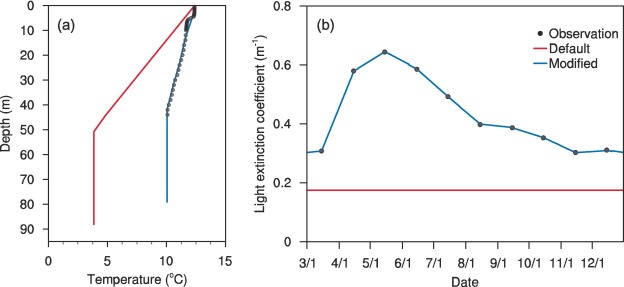 (a)
0
10
20
30
40
50
60
70
80
90
Depth (m)
0 5 10 15
Temperature (°C)
(b)
Observation
Default
Modified
0.8
0.6
0.4
0.2
0
Light extinction coefficient (m⁻¹)
3/1 4/1 5/1 6/1 7/1 8/1 9/1 10/1 11/1 12/1
Date